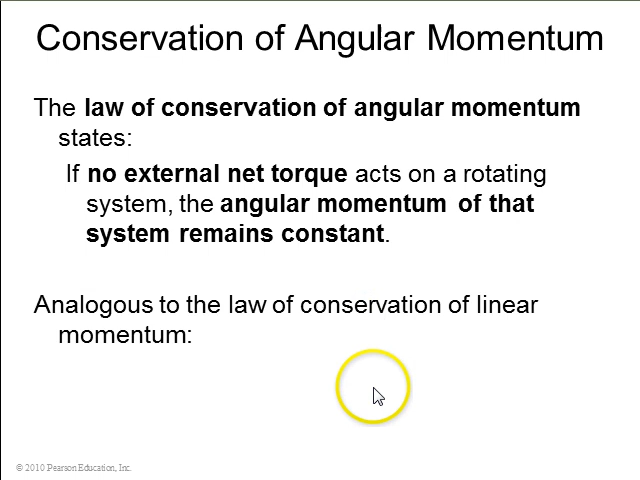 Conservation of Angular Momentum
The law of conservation of angular momentum
states:
If no external net torque acts on a rotating
system, the angular momentum of that
system remains constant.
Analogous to the law of conservation of linear
momentum:
© 2010 Pearson Education, Inc.